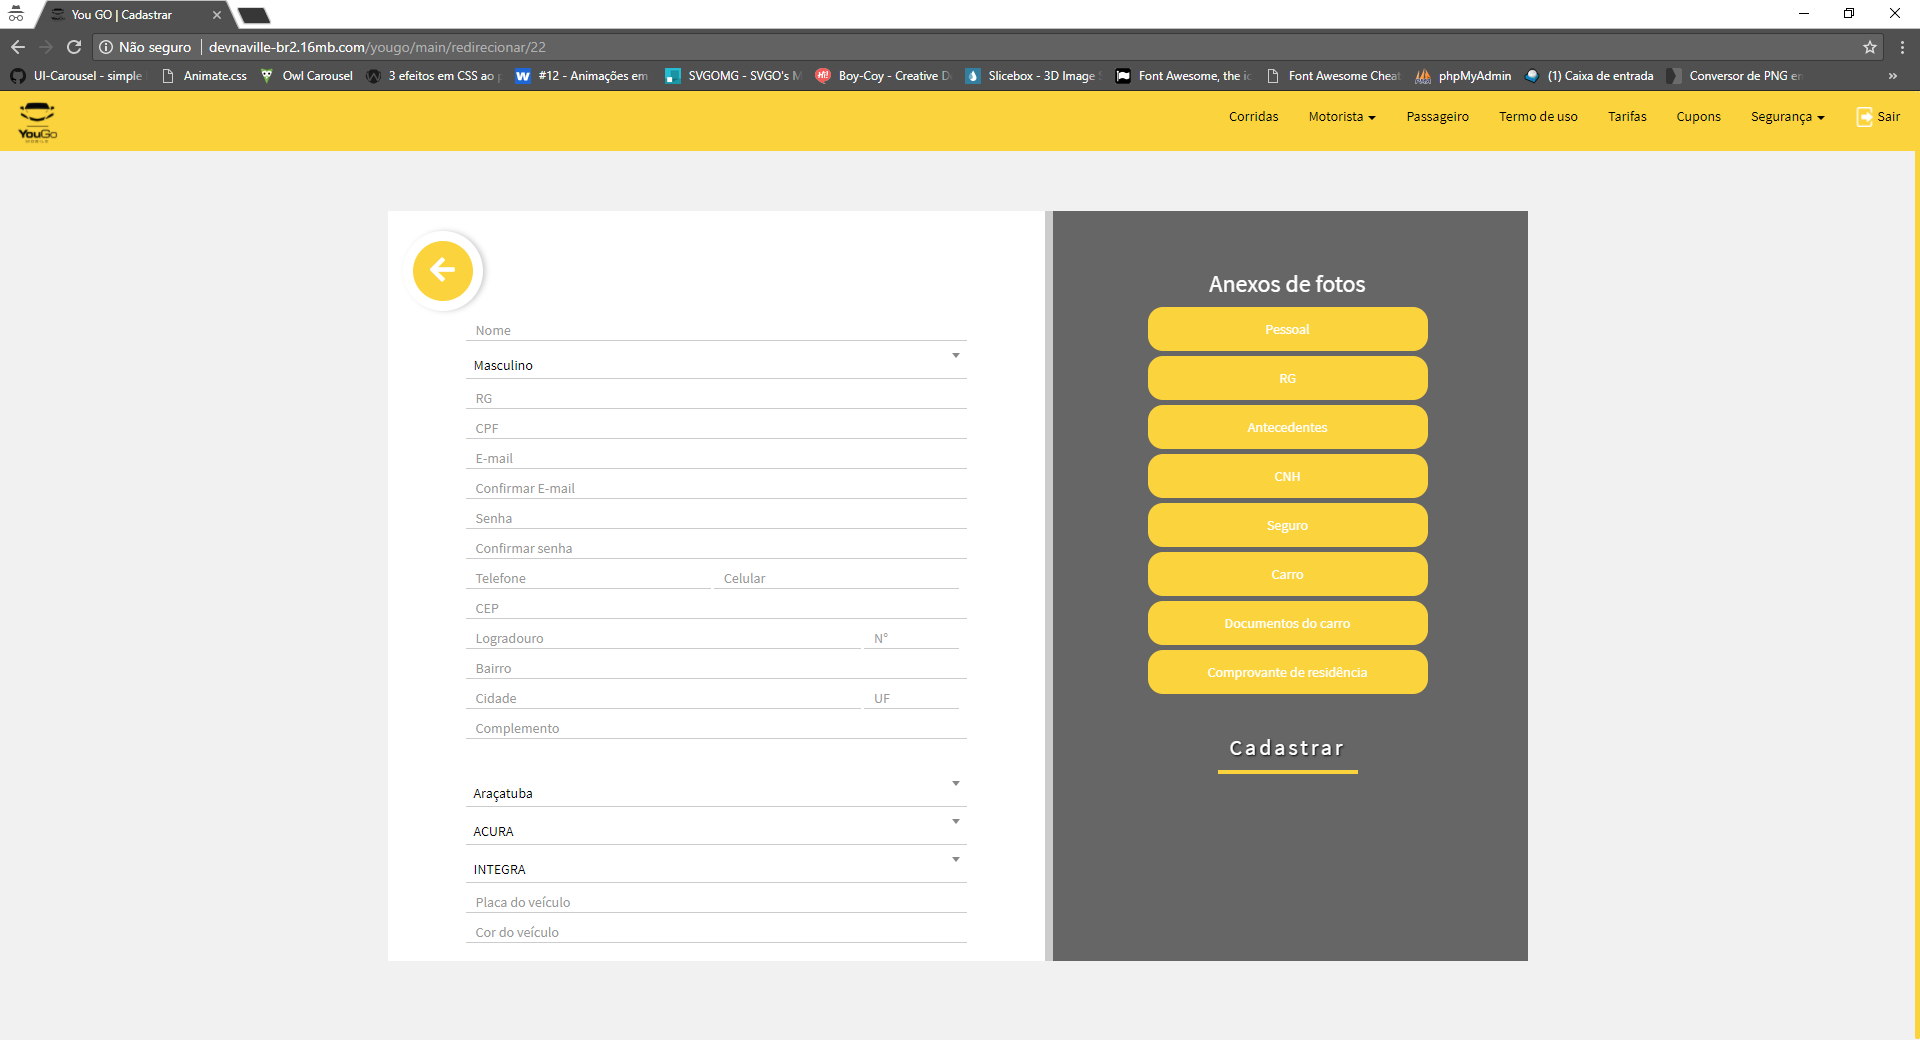 You GO | Cadastrar
Não seguro | devnaville-br2.16mb.com/yougo/main/redirecionar/22
UI-Carousel - simple Animate.css Owl Carousel 3 efeitos em CSS ao #12 - Animações em SVGOMG - SVGO's M Boy-Coy - Creative D Slicebox - 3D Image Font Awesome, the ic Font Awesome Cheat phpMyAdmin (1) Caixa de entrada Conversor de PNG em »
YouGo Corridas Motorista Passageiro Termo de uso Tarifas Cupons Segurança Sair
Nome
Masculino
RG
CPF
E-mail
Confirmar E-mail
Senha
Confirmar senha
Telefone Celular
CEP
Logradouro N°
Bairro
Cidade UF
Complemento
Araçatuba
ACURA
INTEGRA
Placa do veículo
Cor do veículo
Anexos de fotos
Pessoal
RG
Antecedentes
CNH
Seguro
Carro
Documentos do carro
Comprovante de residência
Cadastrar